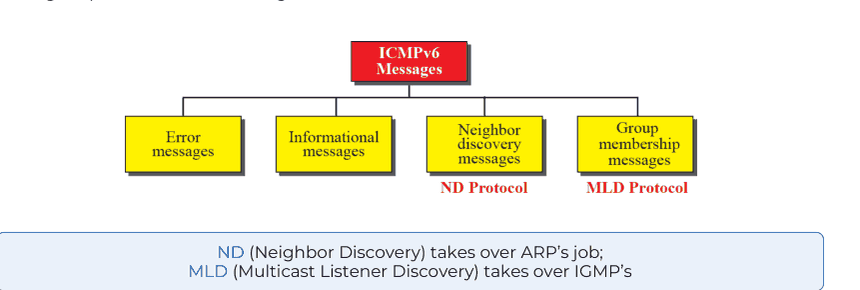 ICMPv6
Messages
Error
messages
Informational
messages
Neighbor
discovery
messages
Group
membership
messages
ND Protocol
MLD Protocol
ND (Neighbor Discovery) takes over ARP's job;
MLD (Multicast Listener Discovery) takes over IGMP's